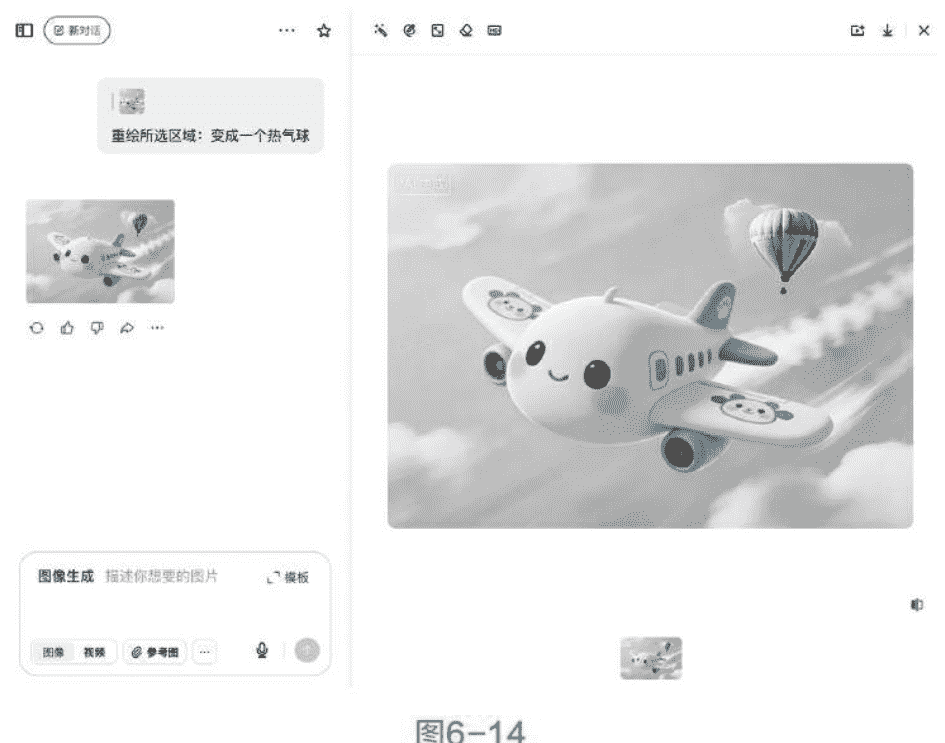 新对话
重绘所选区域：变成一个热气球
图像生成 描述你想要的图片 模板
图像 视频 参考图
图6-14